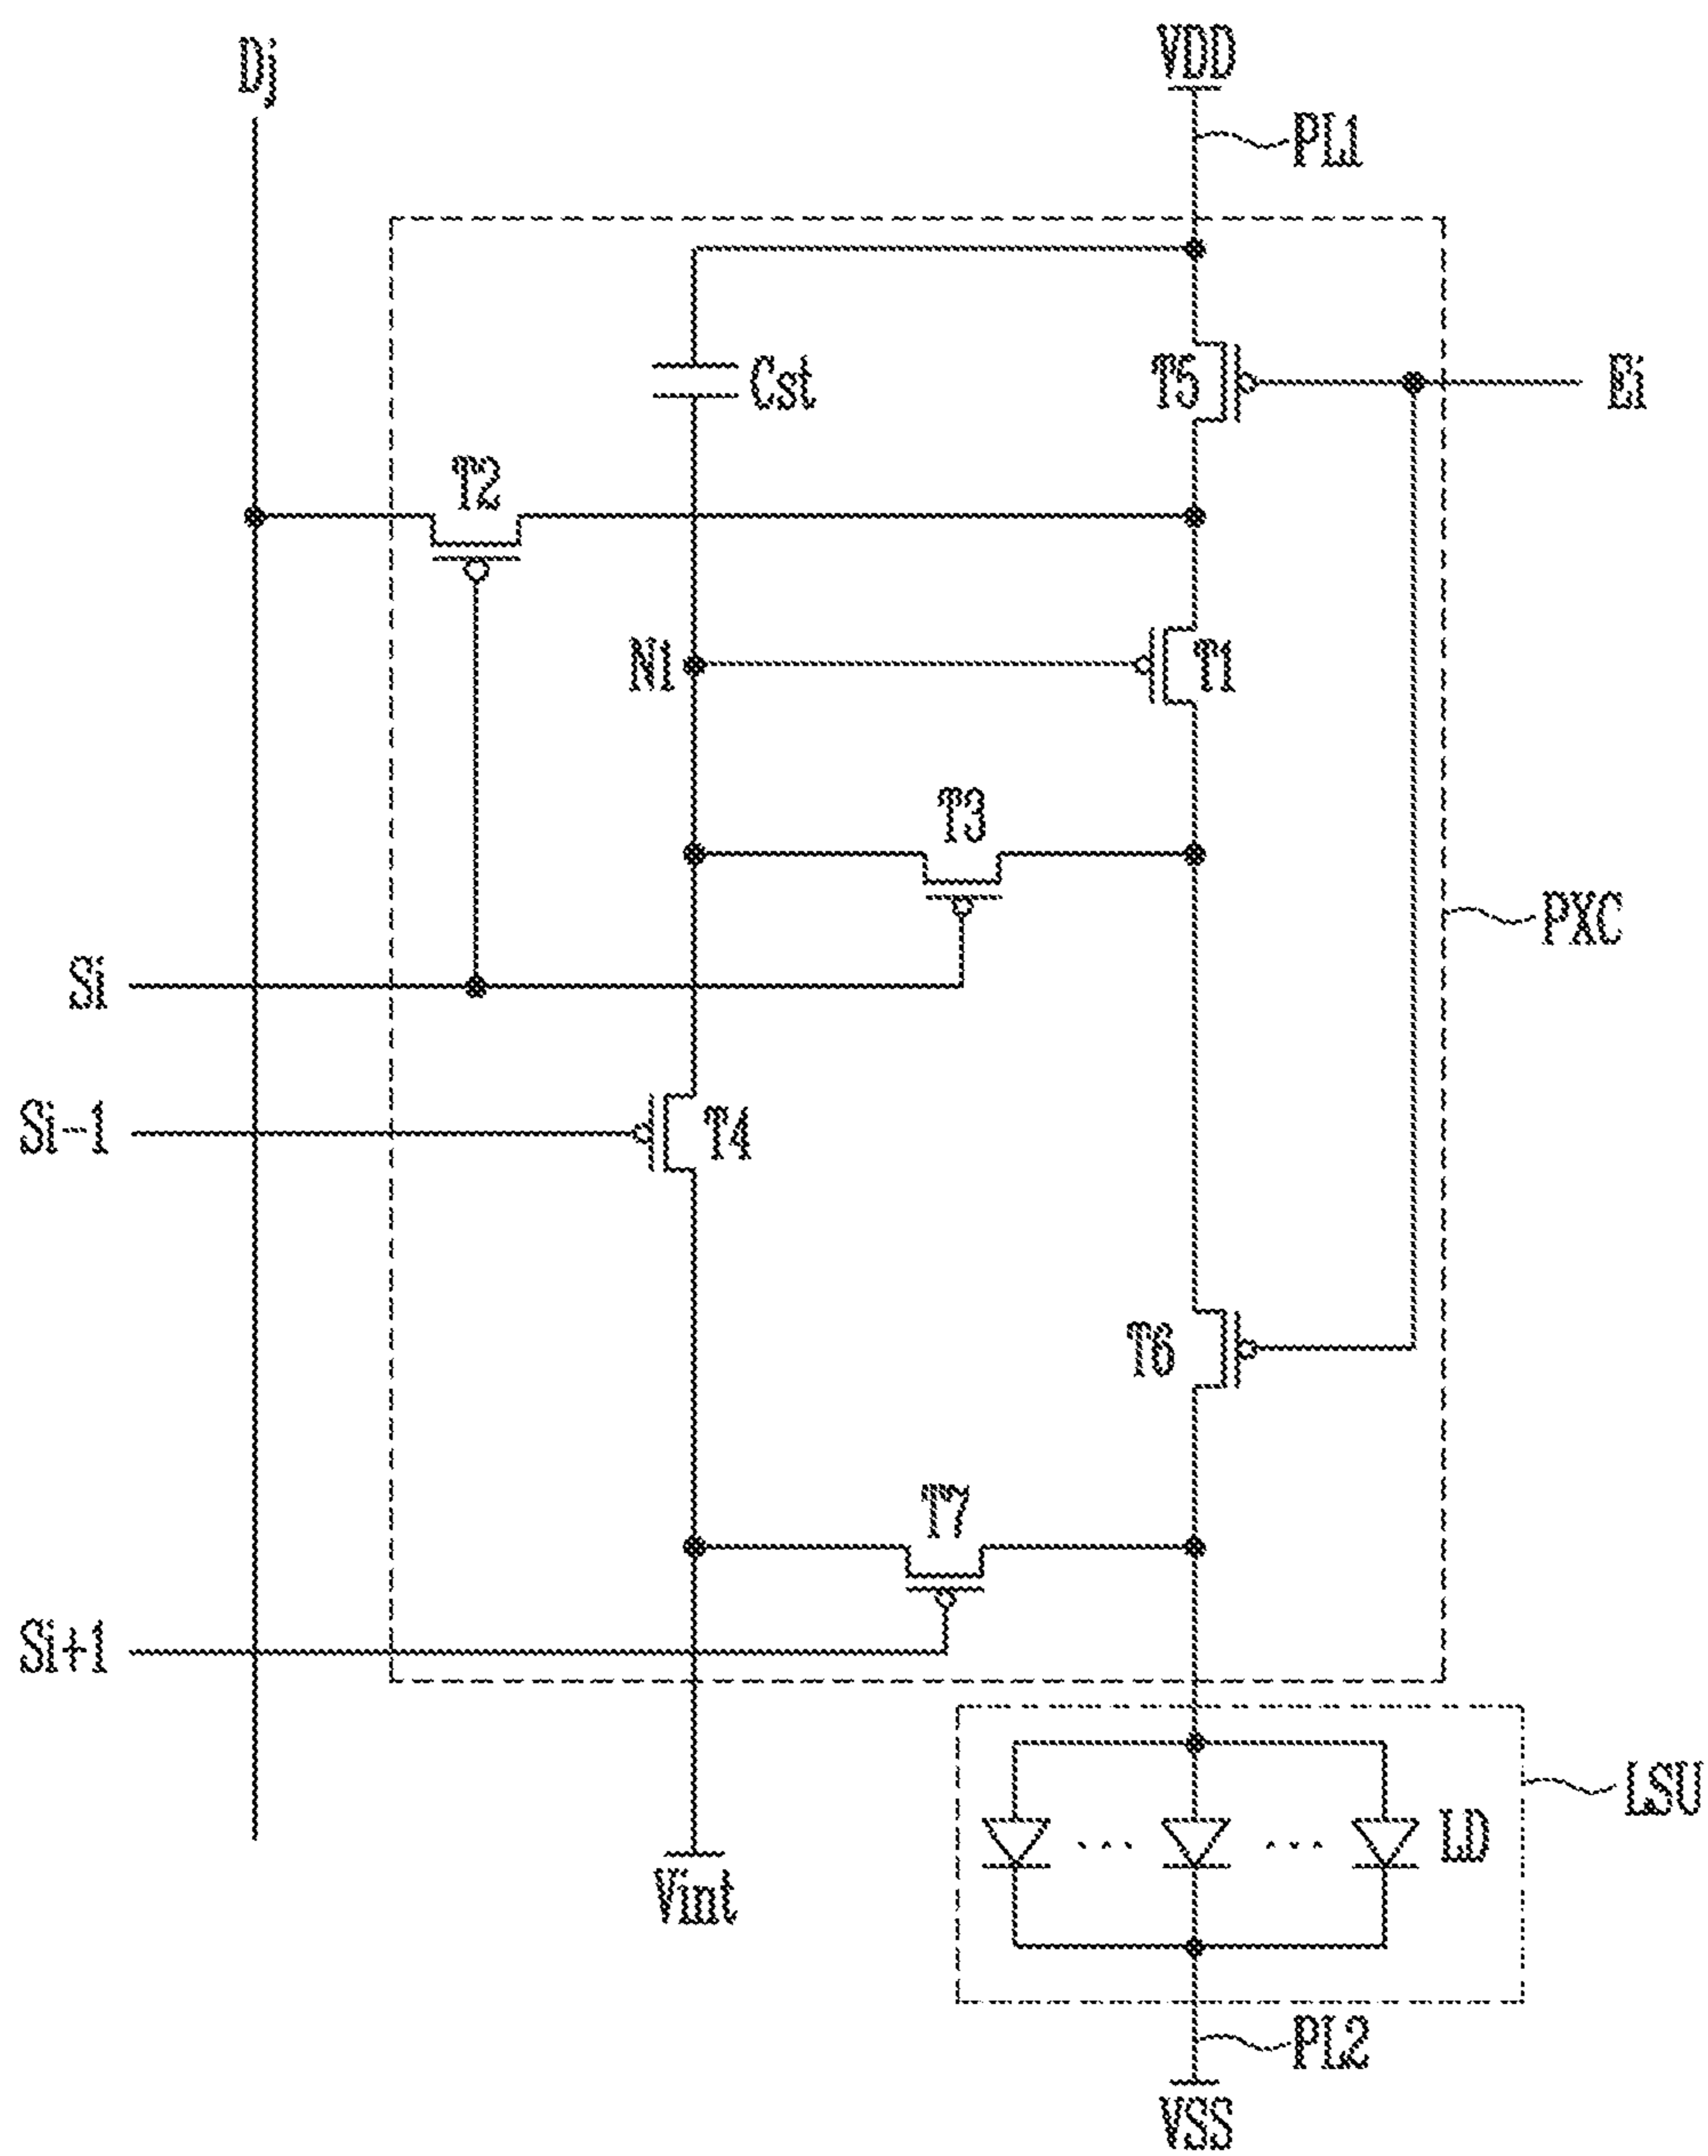 Dj
VDD
PL1
Cst
T5
Ei
T2
N1
T1
T3
PXC
Si
Si-1
T4
T6
T7
Si+1
LSU
LD
Vint
PL2
VSS